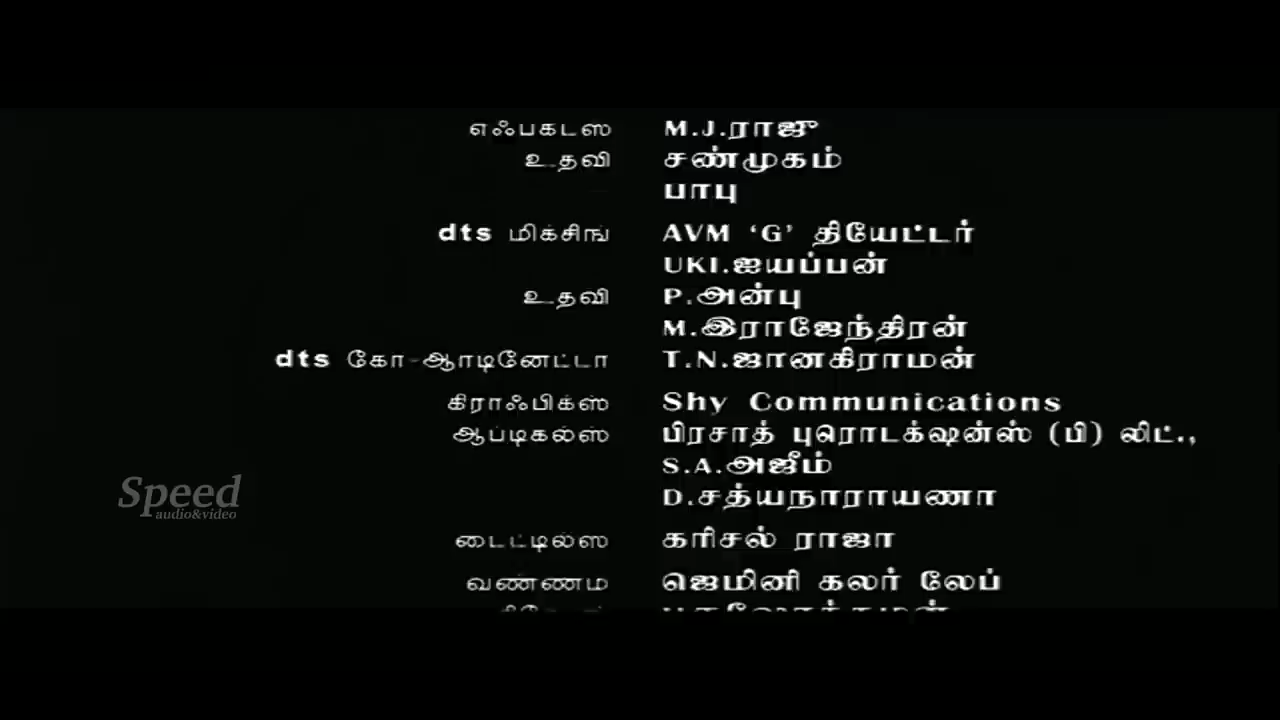 எஃபக்டஸ் M.J.ராஜு
உதவி சண்முகம்
பாபு
dts மிக்சிங் AVM ‘G’ தியேட்டர்
UKI.ஐயப்பன்
உதவி P.அன்பு
M.இராஜேந்திரன்
dts கோ-ஆர்டினேட்டர் T.N.ஜானகிராமன்
கிராஃபிக்ஸ் Shy Communications
ஆப்டிகல்ஸ் பிரசாத் புரொடக்ஷன்ஸ் (பி) லிட்.,
S.A.அஜீம்
D.சத்யநாராயணா
Speed
audio&video
டைட்டில்ஸ் கரிசல் ராஜா
வண்ணம் ஜெமினி கலர் லேப்